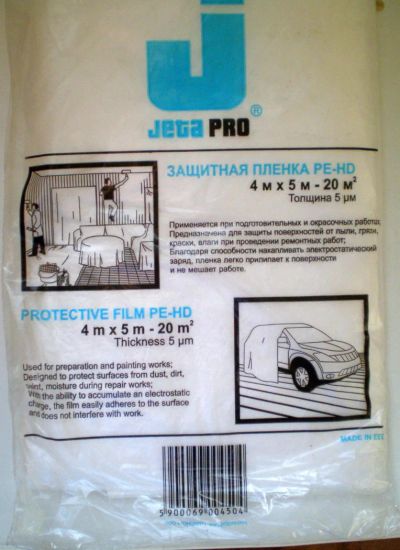 Jeta PRO ®
ЗАЩИТНАЯ ПЛЕНКА PE-HD
4 м x 5 м - 20 м²
Толщина 5 µм
Применяется при подготовительных и окрасочных работах;
Предназначена для защиты поверхностей от пыли, грязи,
краски, влаги при проведении ремонтных работ;
Благодаря способности накапливать электростатический
заряд, пленка легко прилипает к поверхности
и не мешает работе.
PROTECTIVE FILM PE-HD
4 m x 5 m - 20 m²
Thickness 5 µm
Used for preparation and painting works;
Designed to protect surfaces from dust, dirt,
paint, moisture during repair works;
With the ability to accumulate an electrostatic
charge, the film easily adheres to the surface
and does not interfere with work.
MADE IN EEC
5 900069 004504